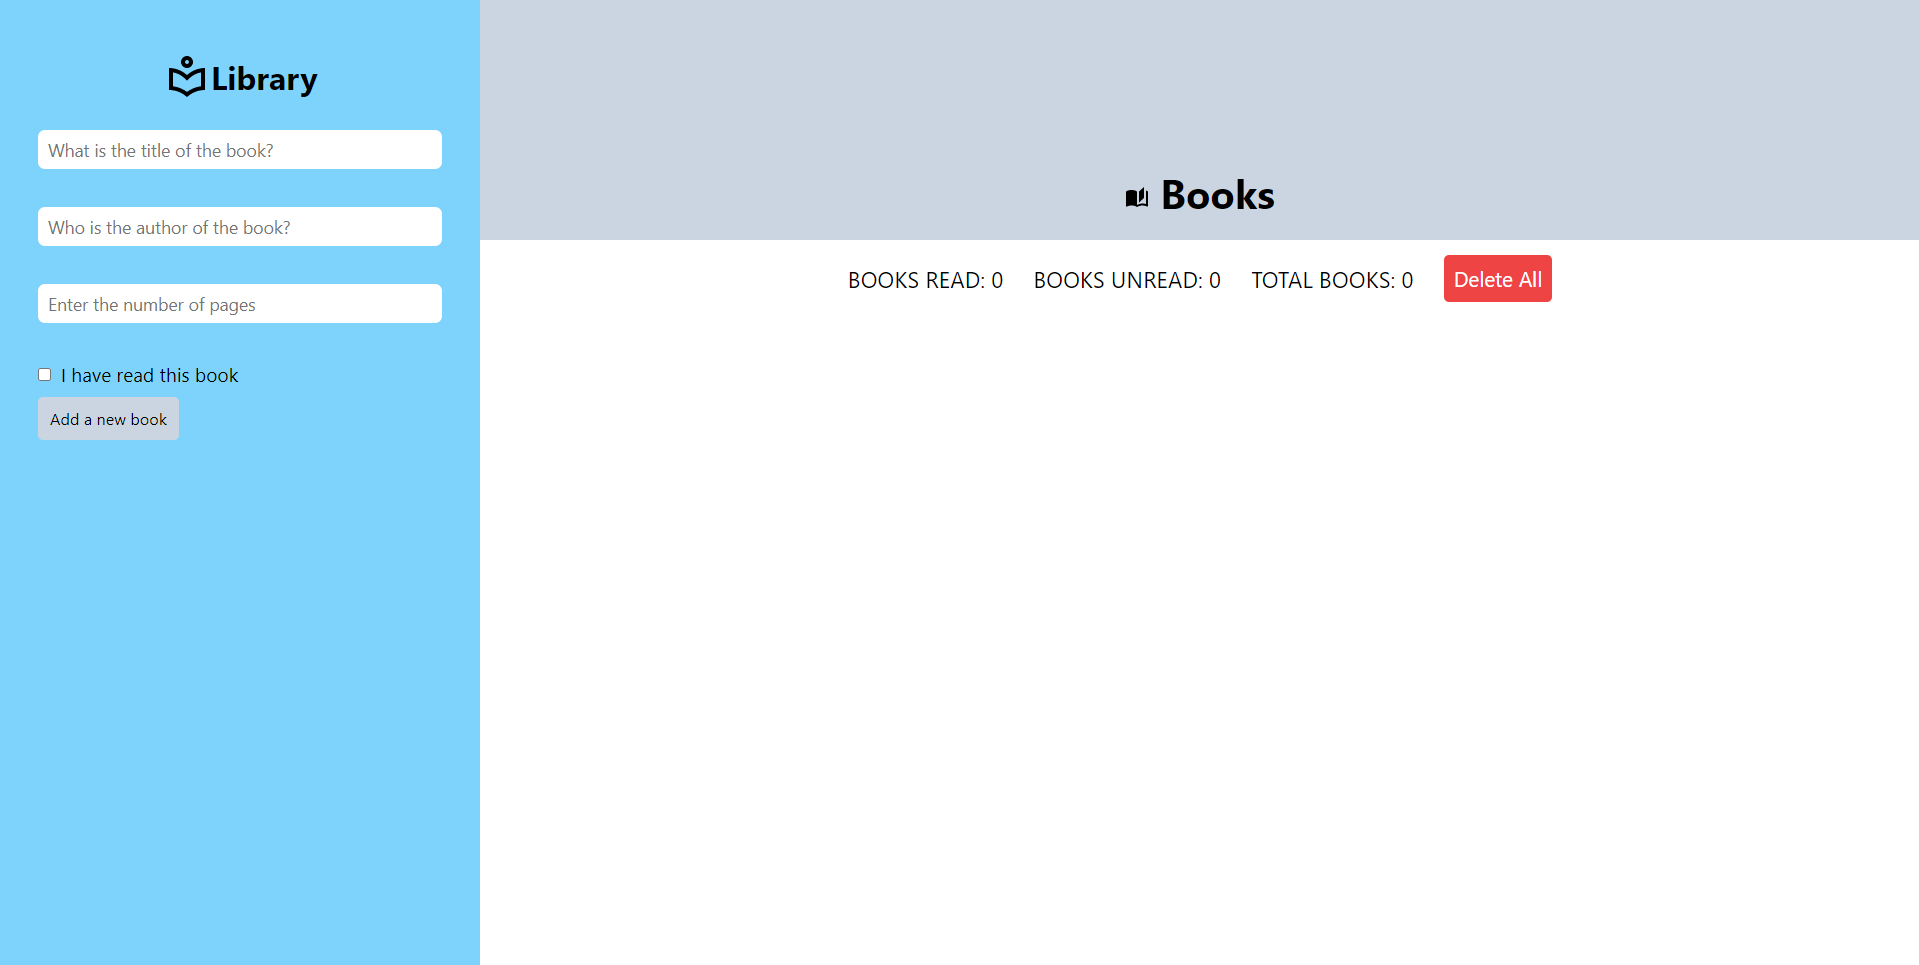 Library
What is the title of the book?
Who is the author of the book?
Enter the number of pages
I have read this book
Add a new book
Books
BOOKS READ: 0 BOOKS UNREAD: 0 TOTAL BOOKS: 0 Delete All